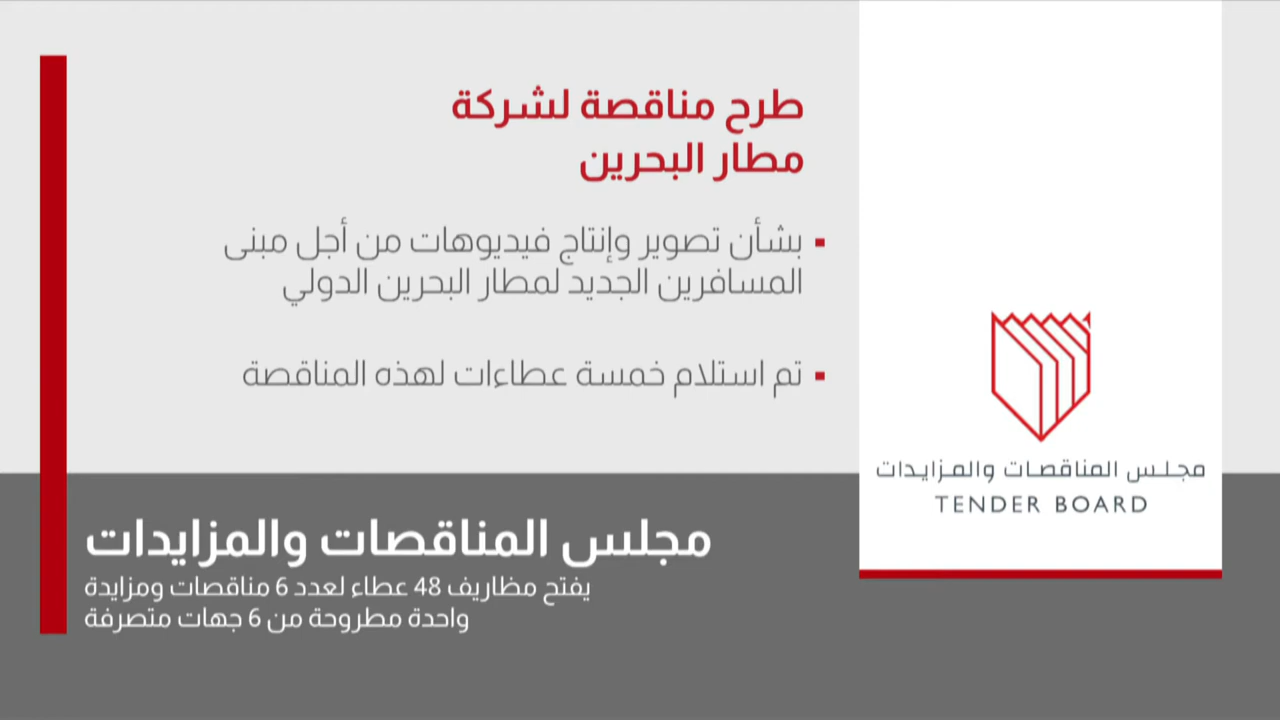 طرح مناقصة لشركة
مطار البحرين
بشأن تصوير وإنتاج فيديوهات من أجل مبنى
المسافرين الجديد لمطار البحرين الدولي
تم استلام خمسة عطاءات لهذه المناقصة
مجلس المناقصات والمزايدات
TENDER BOARD
مجلس المناقصات والمزايدات
يفتح مظاريف 48 عطاء لعدد 6 مناقصات ومزايدة
واحدة مطروحة من 6 جهات متصرفة